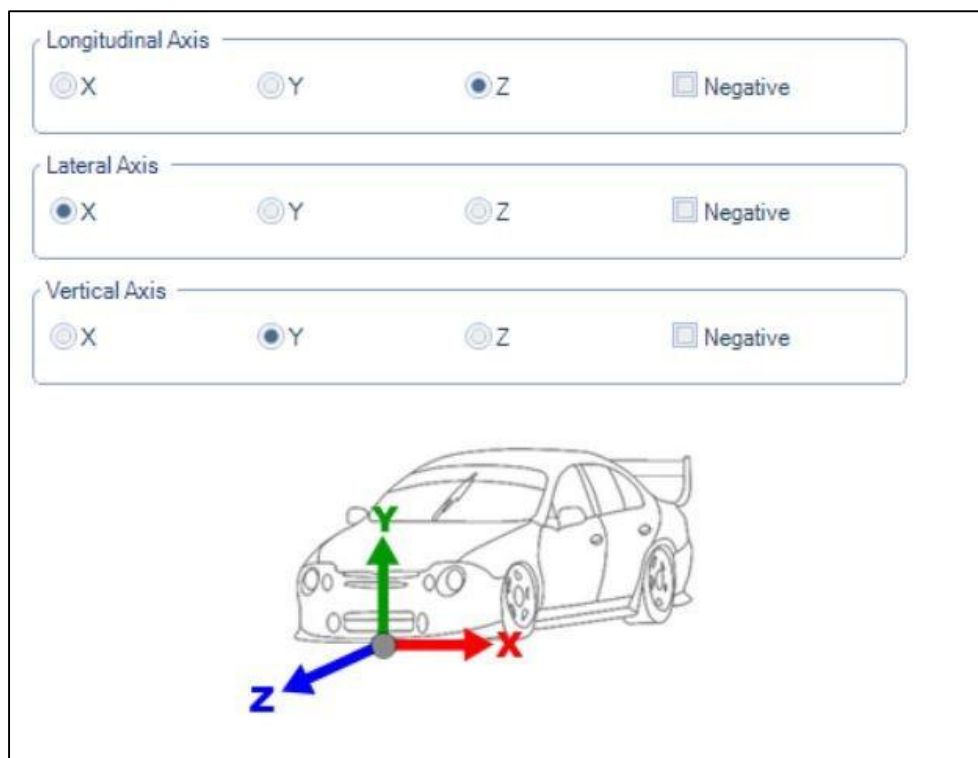 Longitudinal Axis
X Y Z Negative
Lateral Axis
X Y Z Negative
Vertical Axis
X Y Z Negative
Y
X
Z